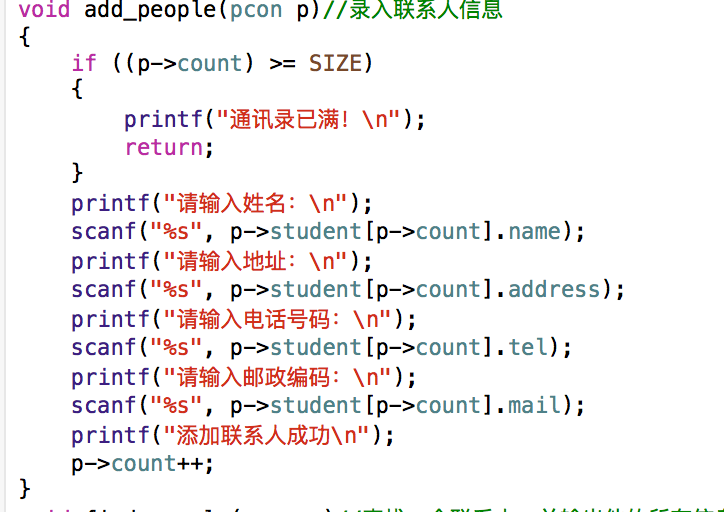 void add_people(pcon p)//录入联系人信息
{
    if ((p->count) >= SIZE)
    {
        printf("通讯录已满！\n");
        return;
    }
    printf("请输入姓名：\n");
    scanf("%s", p->student[p->count].name);
    printf("请输入地址：\n");
    scanf("%s", p->student[p->count].address);
    printf("请输入电话号码：\n");
    scanf("%s", p->student[p->count].tel);
    printf("请输入邮政编码：\n");
    scanf("%s", p->student[p->count].mail);
    printf("添加联系人成功\n");
    p->count++;
}